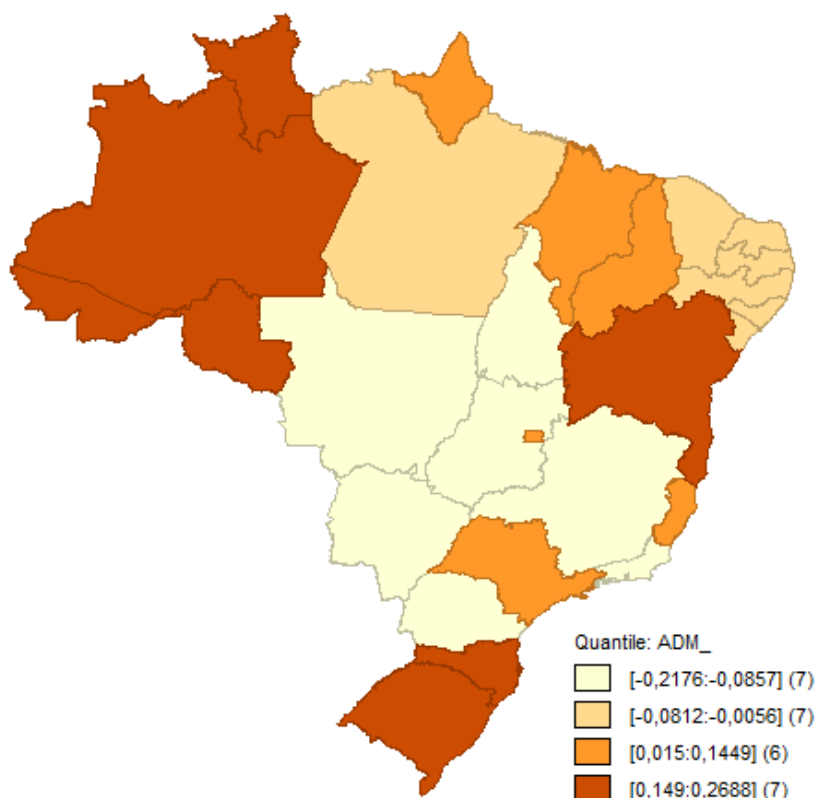 Quantile: ADM_
[-0,2176:-0,0857] (7)
[-0,0812:-0,0056] (7)
[0,015:0,1449] (6)
[0,149:0,2688] (7)